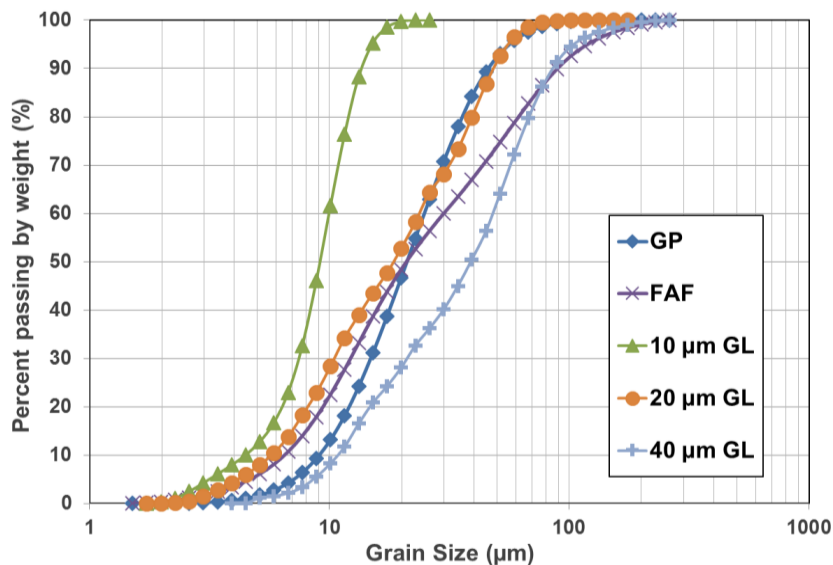 100
90
80
70
60
50
40
30
20
10
0
Percent passing by weight (%)
GP
FAF
10 µm GL
20 µm GL
40 µm GL
1 10 100 1000
Grain Size (µm)